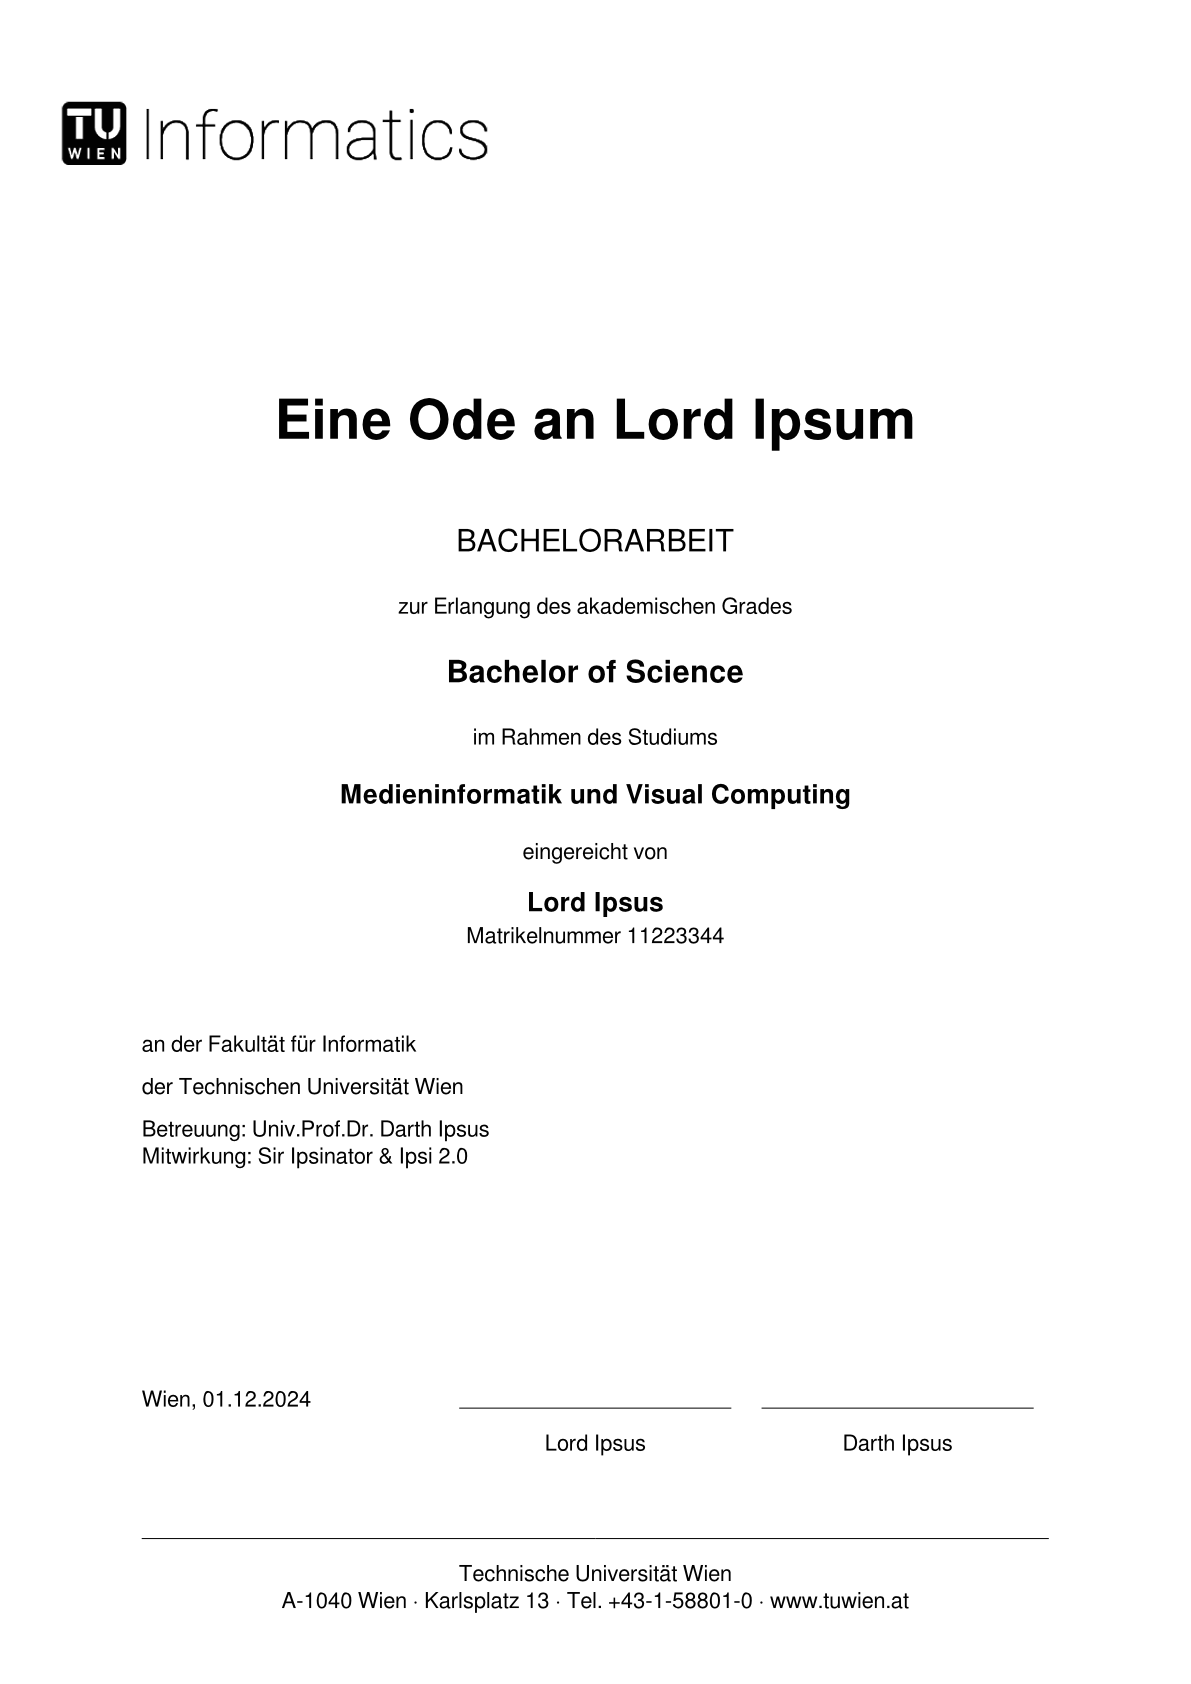 TU
WIEN
Informatics
Eine Ode an Lord Ipsum
BACHELORARBEIT
zur Erlangung des akademischen Grades
Bachelor of Science
im Rahmen des Studiums
Medieninformatik und Visual Computing
eingereicht von
Lord Ipsus
Matrikelnummer 11223344
an der Fakultät für Informatik
der Technischen Universität Wien
Betreuung: Univ.Prof.Dr. Darth Ipsus
Mitwirkung: Sir Ipsinator & Ipsi 2.0
Wien, 01.12.2024
Lord Ipsus Darth Ipsus
Technische Universität Wien
A-1040 Wien · Karlsplatz 13 · Tel. +43-1-58801-0 · www.tuwien.at